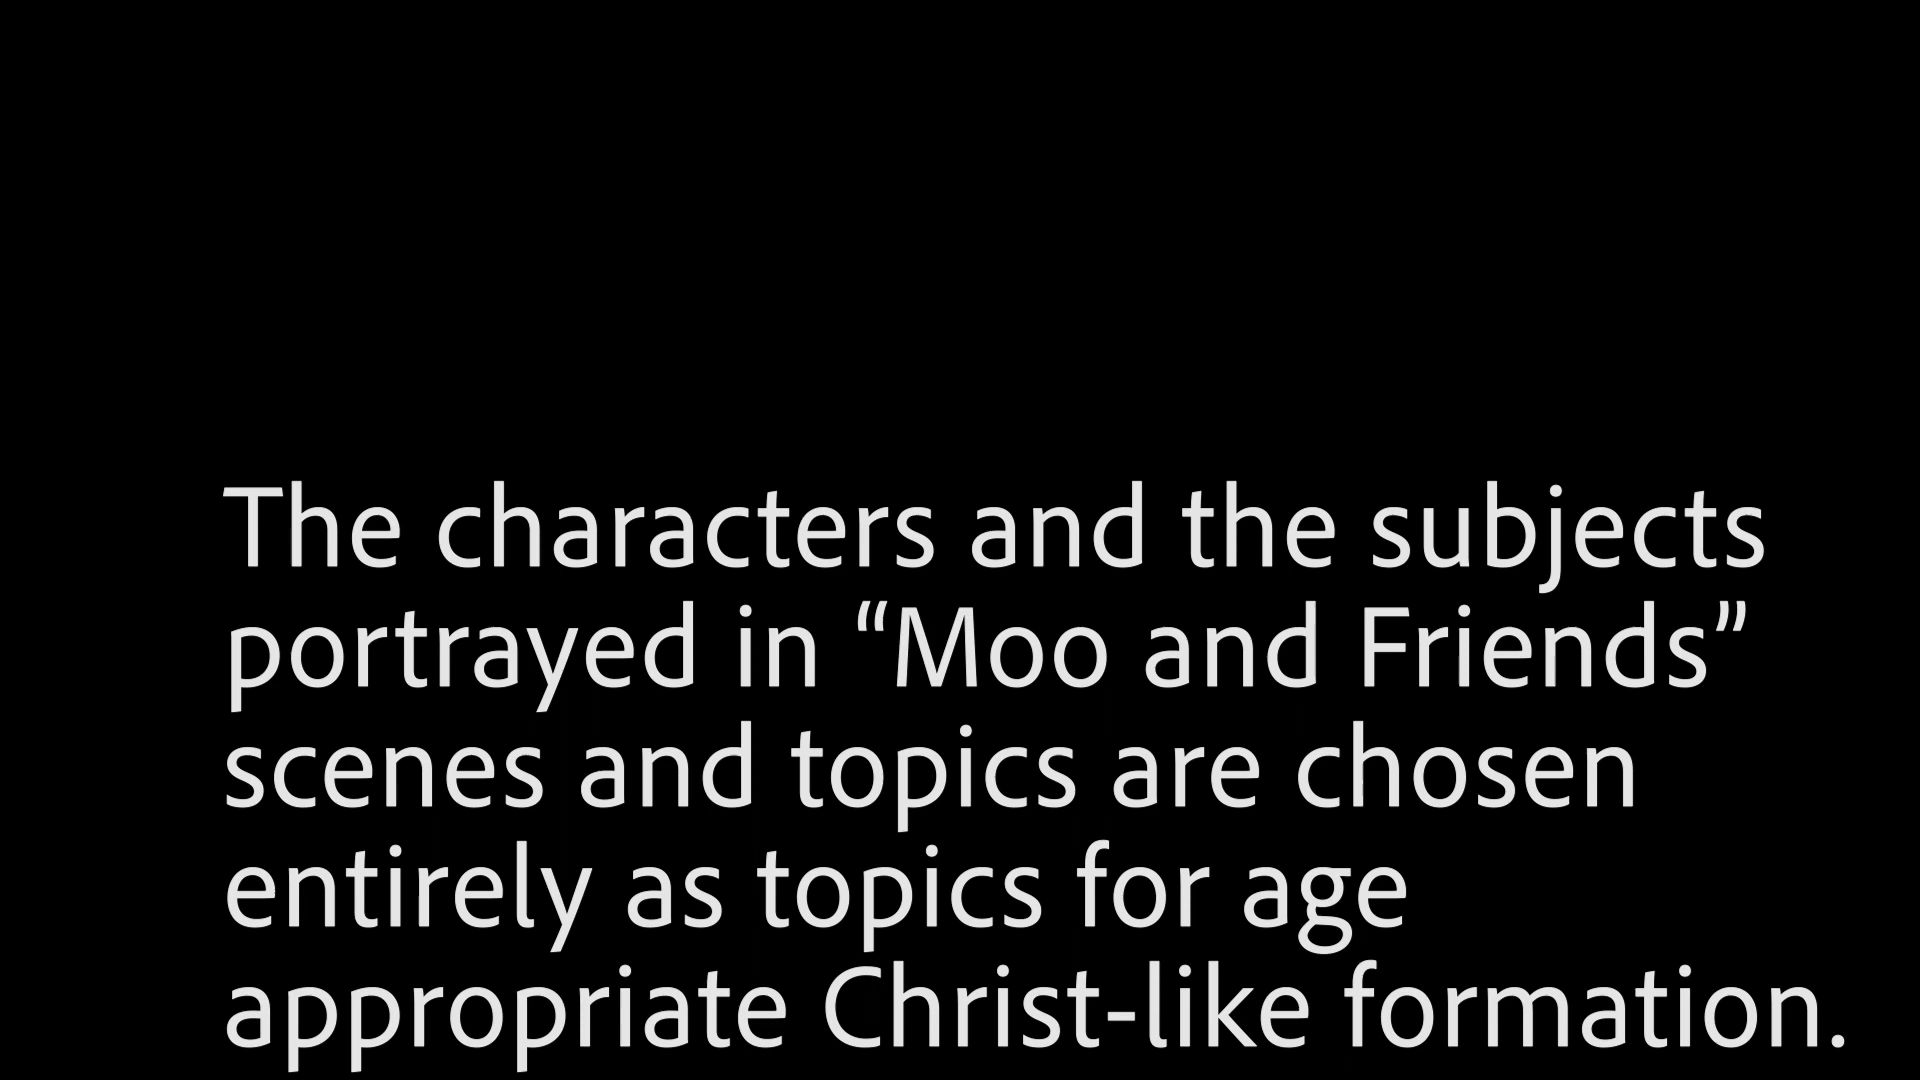 The characters and the subjects
portrayed in “Moo and Friends”
scenes and topics are chosen
entirely as topics for age
appropriate Christ-like formation.